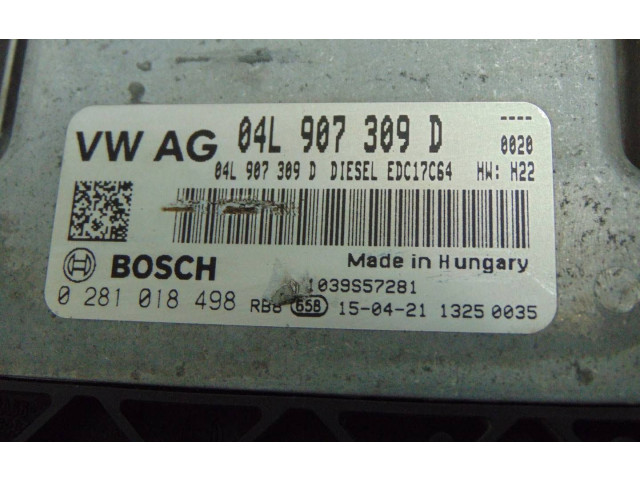 VW AG 04L 907 309 D ----
0020
04L 907 309 D DIESEL EDC17C64 HW: H22
BOSCH Made in Hungary
1039S57281
0 281 018 498 RB8 658 15-04-21 1325 0035